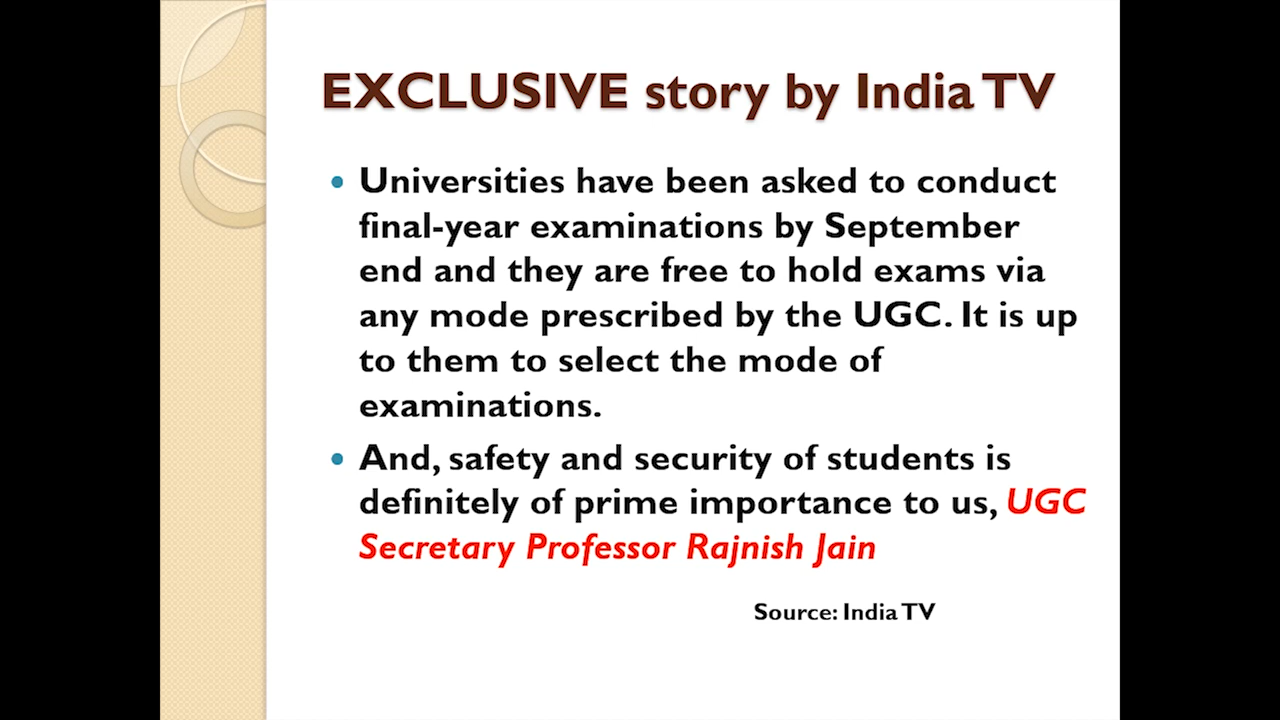 EXCLUSIVE story by India TV
• Universities have been asked to conduct
final-year examinations by September
end and they are free to hold exams via
any mode prescribed by the UGC. It is up
to them to select the mode of
examinations.
• And, safety and security of students is
definitely of prime importance to us, UGC
Secretary Professor Rajnish Jain
Source: India TV